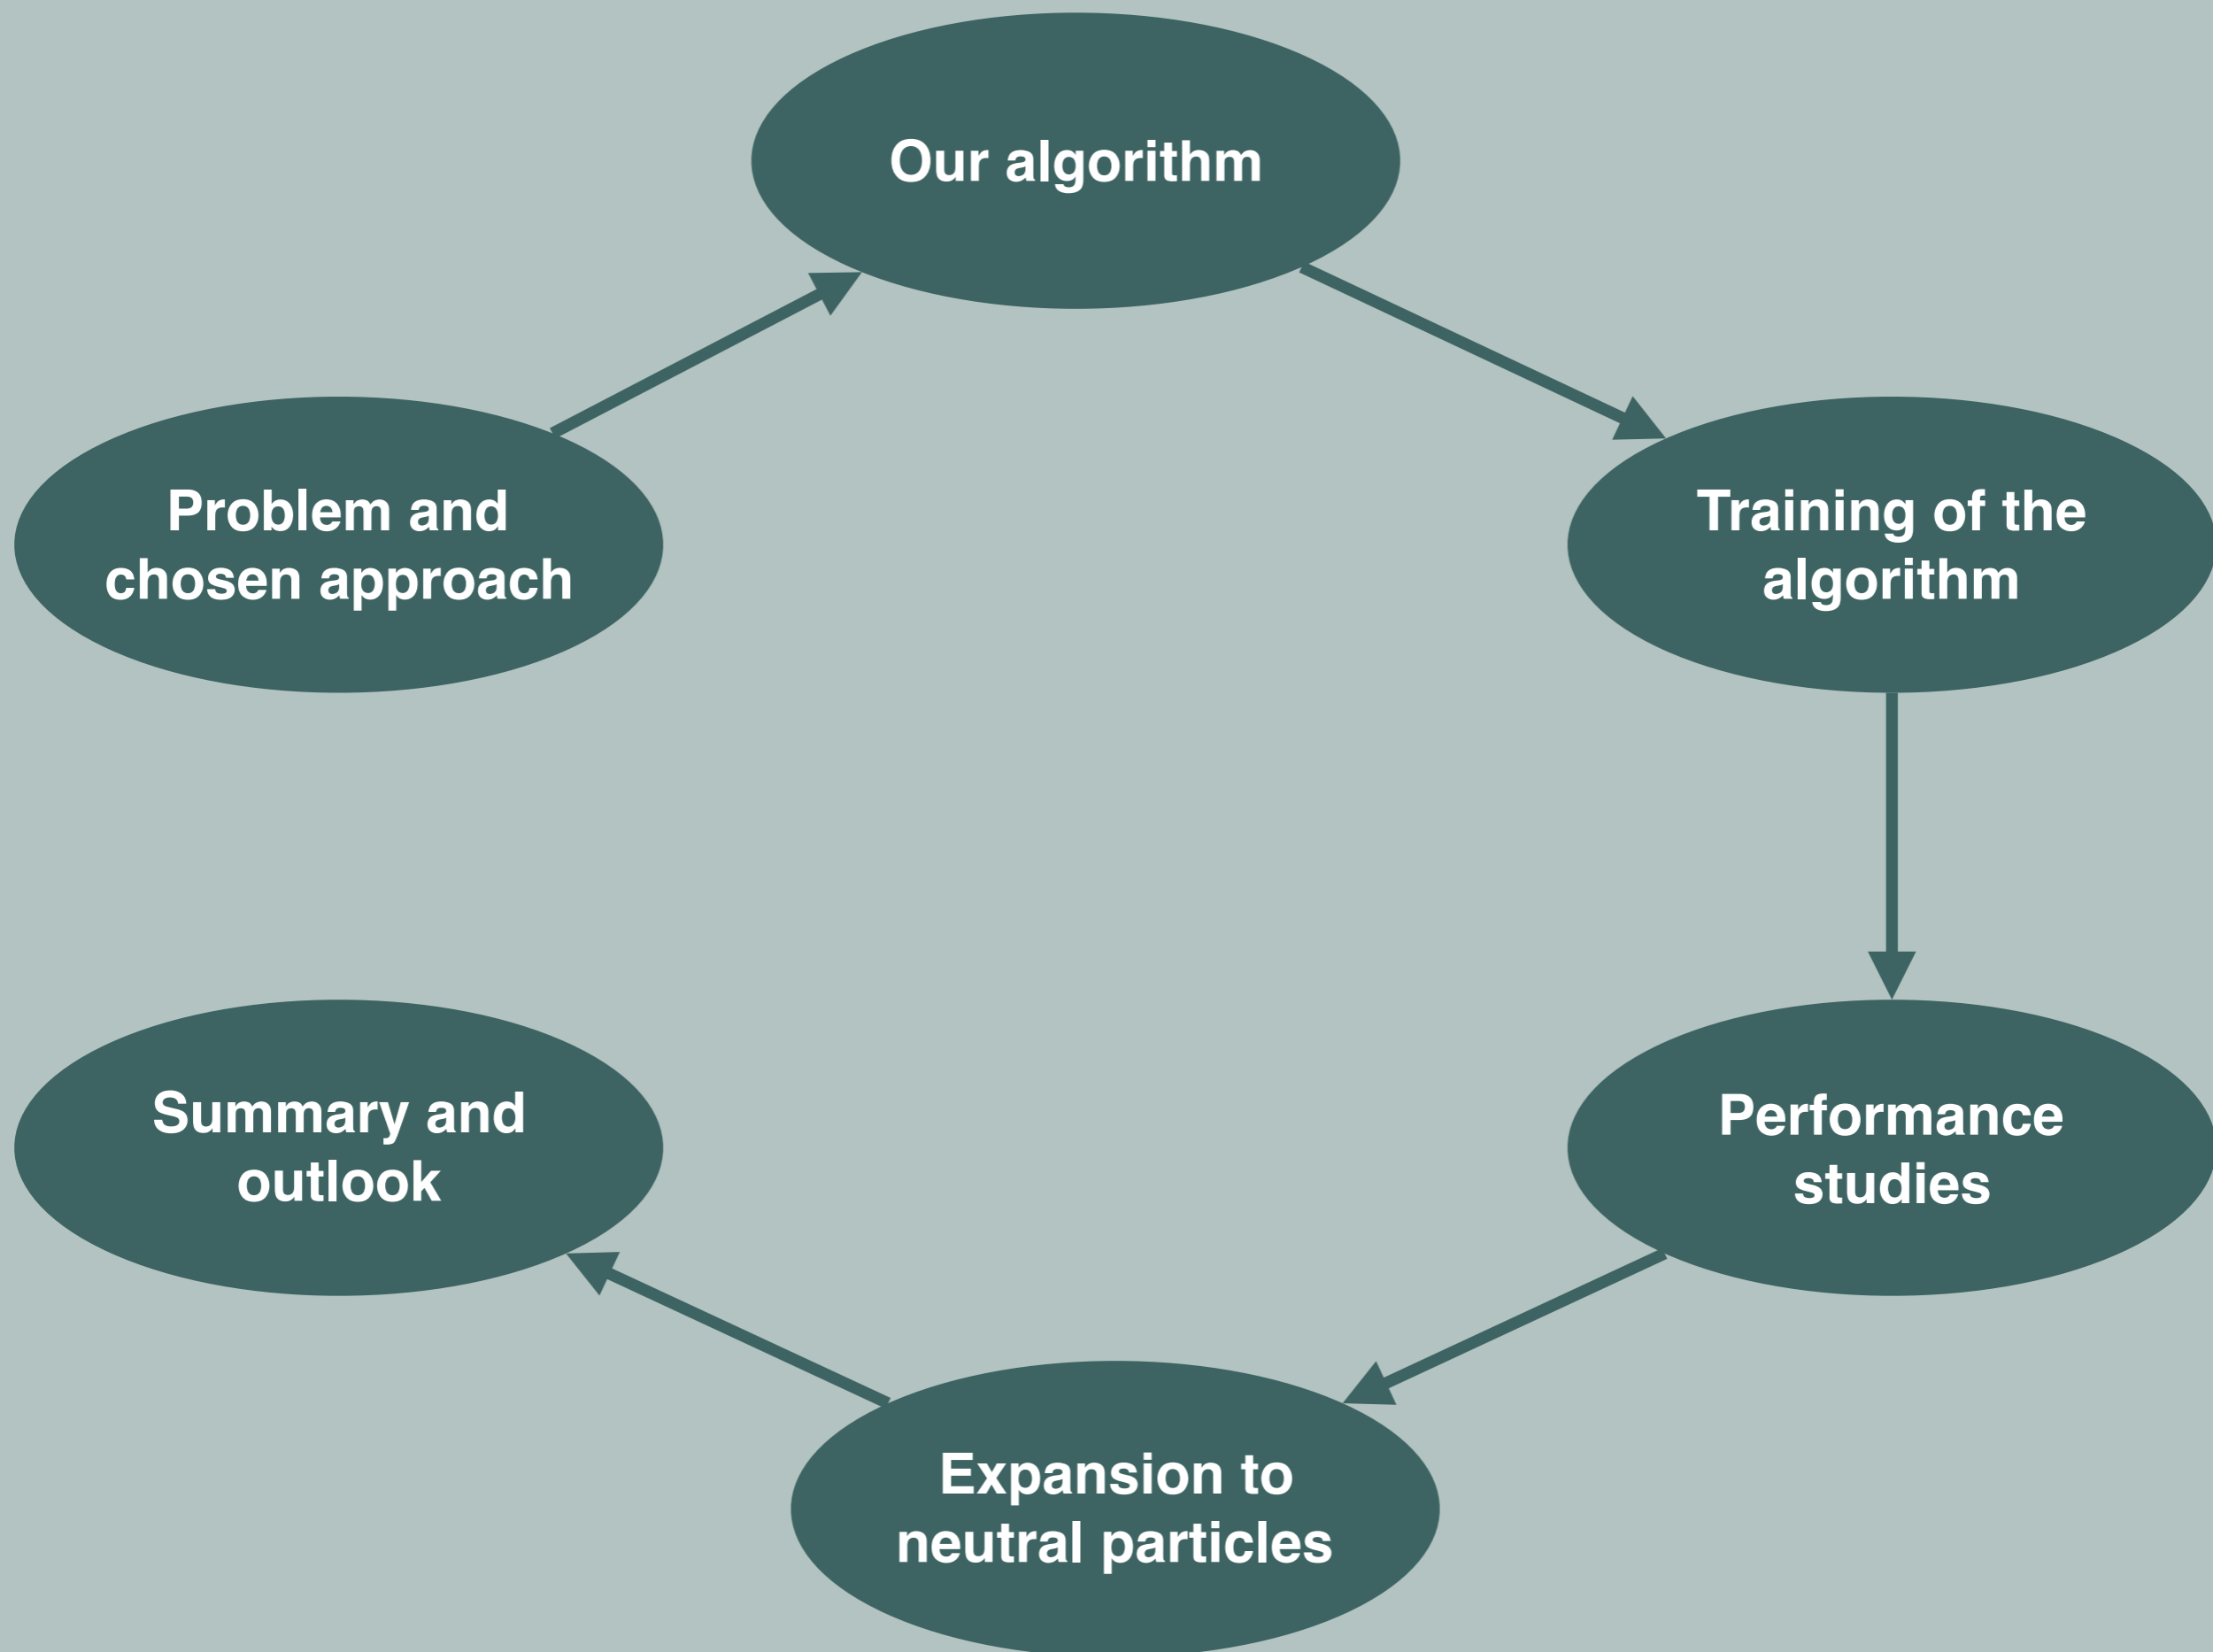 Our algorithm
Problem and
chosen approach
Training of the
algorithm
Summary and
outlook
Performance
studies
Expansion to
neutral particles